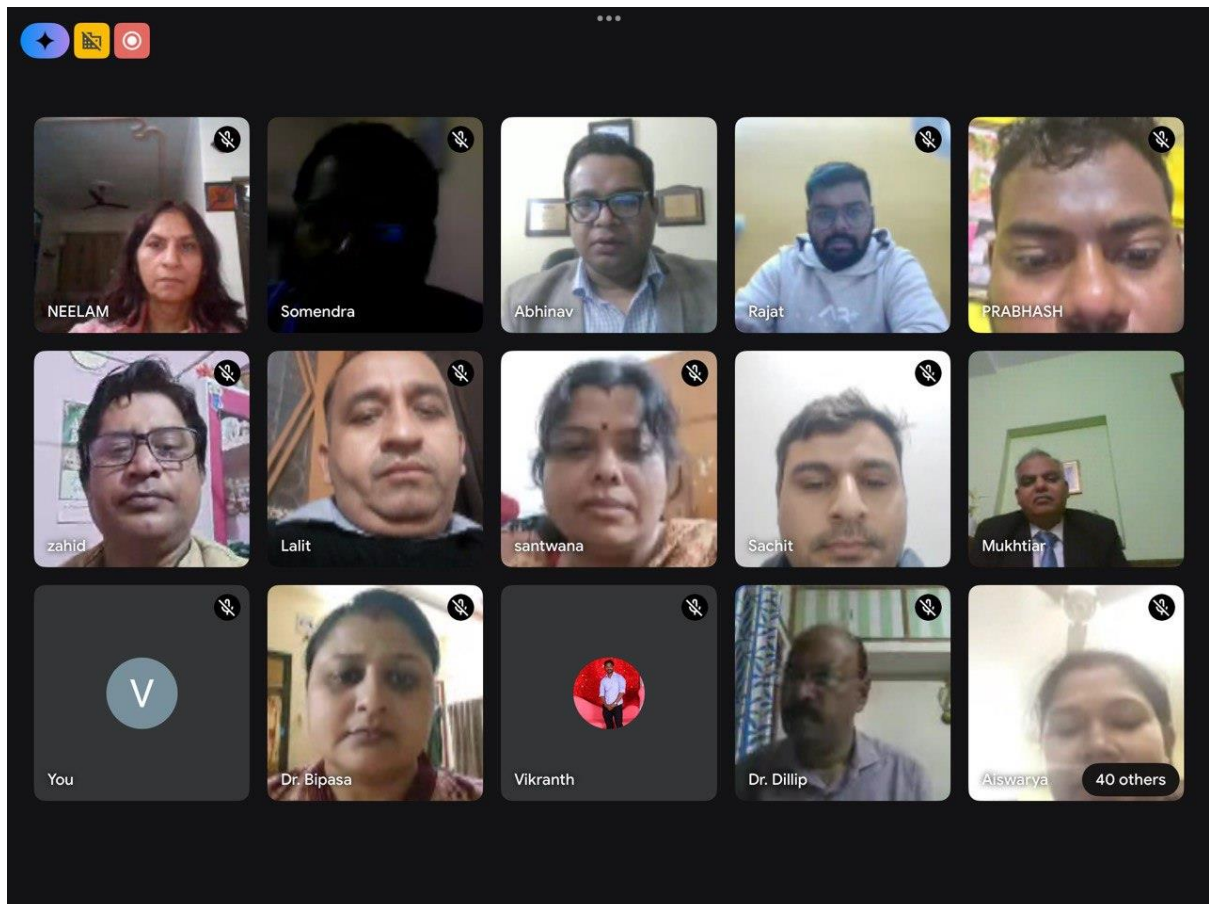 NEELAM
Somendra
Abhinav
Rajat
PRABHASH
zahid
Lalit
santwana
Sachit
Mukhtiar
V
You
Dr. Bipasa
Vikranth
Dr. Dillip
Aiswarya
40 others